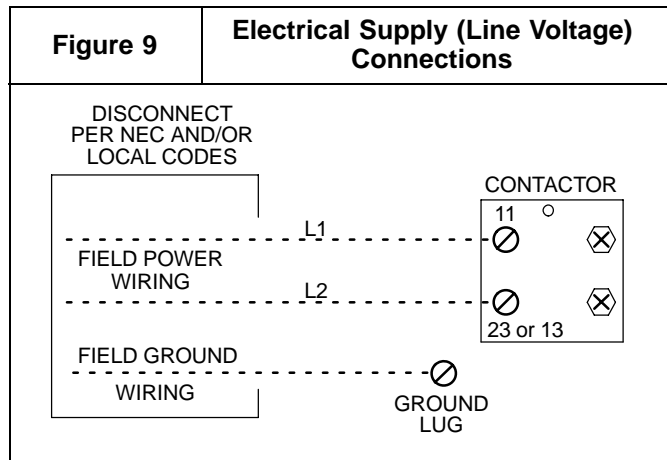 Figure 9
Electrical Supply (Line Voltage)
Connections
DISCONNECT
PER NEC AND/OR
LOCAL CODES
CONTACTOR
11
L1
FIELD POWER
WIRING
L2
23 or 13
FIELD GROUND
WIRING
GROUND
LUG